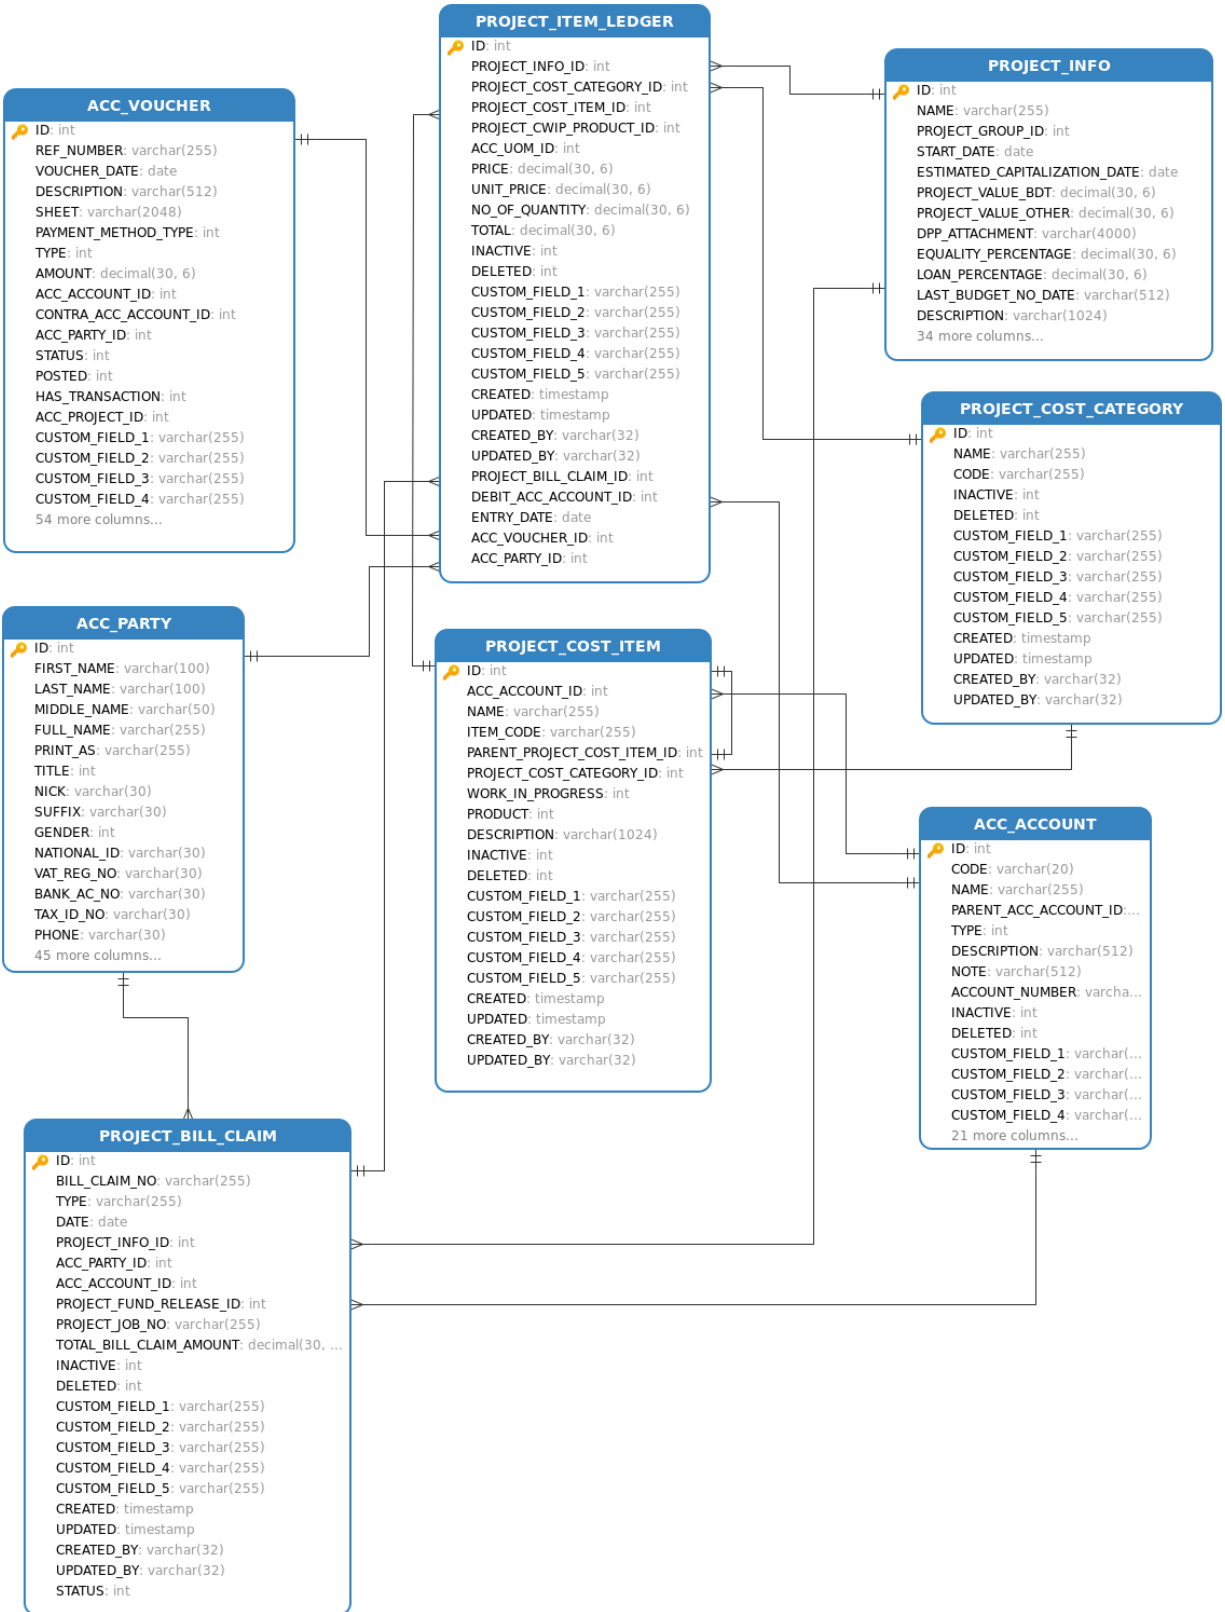 PROJECT_ITEM_LEDGER
ID: int
PROJECT_INFO_ID: int
PROJECT_COST_CATEGORY_ID: int
PROJECT_COST_ITEM_ID: int
PROJECT_CWIP_PRODUCT_ID: int
ACC_UOM_ID: int
PRICE: decimal(30, 6)
UNIT_PRICE: decimal(30, 6)
NO_OF_QUANTITY: decimal(30, 6)
TOTAL: decimal(30, 6)
INACTIVE: int
DELETED: int
CUSTOM_FIELD_1: varchar(255)
CUSTOM_FIELD_2: varchar(255)
CUSTOM_FIELD_3: varchar(255)
CUSTOM_FIELD_4: varchar(255)
CUSTOM_FIELD_5: varchar(255)
CREATED: timestamp
UPDATED: timestamp
CREATED_BY: varchar(32)
UPDATED_BY: varchar(32)
PROJECT_BILL_CLAIM_ID: int
DEBIT_ACC_ACCOUNT_ID: int
ENTRY_DATE: date
ACC_VOUCHER_ID: int
ACC_PARTY_ID: int
PROJECT_INFO
ID: int
NAME: varchar(255)
PROJECT_GROUP_ID: int
START_DATE: date
ESTIMATED_CAPITALIZATION_DATE: date
PROJECT_VALUE_BDT: decimal(30, 6)
PROJECT_VALUE_OTHER: decimal(30, 6)
DPP_ATTACHMENT: varchar(4000)
EQUALITY_PERCENTAGE: decimal(30, 6)
LOAN_PERCENTAGE: decimal(30, 6)
LAST_BUDGET_NO_DATE: varchar(512)
DESCRIPTION: varchar(1024)
34 more columns...
ACC_VOUCHER
ID: int
REF_NUMBER: varchar(255)
VOUCHER_DATE: date
DESCRIPTION: varchar(512)
SHEET: varchar(2048)
PAYMENT_METHOD_TYPE: int
TYPE: int
AMOUNT: decimal(30, 6)
ACC_ACCOUNT_ID: int
CONTRA_ACC_ACCOUNT_ID: int
ACC_PARTY_ID: int
STATUS: int
POSTED: int
HAS_TRANSACTION: int
ACC_PROJECT_ID: int
CUSTOM_FIELD_1: varchar(255)
CUSTOM_FIELD_2: varchar(255)
CUSTOM_FIELD_3: varchar(255)
CUSTOM_FIELD_4: varchar(255)
54 more columns...
PROJECT_COST_CATEGORY
ID: int
NAME: varchar(255)
CODE: varchar(255)
INACTIVE: int
DELETED: int
CUSTOM_FIELD_1: varchar(255)
CUSTOM_FIELD_2: varchar(255)
CUSTOM_FIELD_3: varchar(255)
CUSTOM_FIELD_4: varchar(255)
CUSTOM_FIELD_5: varchar(255)
CREATED: timestamp
UPDATED: timestamp
CREATED_BY: varchar(32)
UPDATED_BY: varchar(32)
ACC_PARTY
ID: int
FIRST_NAME: varchar(100)
LAST_NAME: varchar(100)
MIDDLE_NAME: varchar(50)
FULL_NAME: varchar(255)
PRINT_AS: varchar(255)
TITLE: int
NICK: varchar(30)
SUFFIX: varchar(30)
GENDER: int
NATIONAL_ID: varchar(30)
VAT_REG_NO: varchar(30)
BANK_AC_NO: varchar(30)
TAX_ID_NO: varchar(30)
PHONE: varchar(30)
45 more columns...
PROJECT_COST_ITEM
ID: int
ACC_ACCOUNT_ID: int
NAME: varchar(255)
ITEM_CODE: varchar(255)
PARENT_PROJECT_COST_ITEM_ID: int
PROJECT_COST_CATEGORY_ID: int
WORK_IN_PROGRESS: int
PRODUCT: int
DESCRIPTION: varchar(1024)
INACTIVE: int
DELETED: int
CUSTOM_FIELD_1: varchar(255)
CUSTOM_FIELD_2: varchar(255)
CUSTOM_FIELD_3: varchar(255)
CUSTOM_FIELD_4: varchar(255)
CUSTOM_FIELD_5: varchar(255)
CREATED: timestamp
UPDATED: timestamp
CREATED_BY: varchar(32)
UPDATED_BY: varchar(32)
ACC_ACCOUNT
ID: int
CODE: varchar(20)
NAME: varchar(255)
PARENT_ACC_ACCOUNT_ID:...
TYPE: int
DESCRIPTION: varchar(512)
NOTE: varchar(512)
ACCOUNT_NUMBER: varcha...
INACTIVE: int
DELETED: int
CUSTOM_FIELD_1: varchar(...
CUSTOM_FIELD_2: varchar(...
CUSTOM_FIELD_3: varchar(...
CUSTOM_FIELD_4: varchar(...
21 more columns...
PROJECT_BILL_CLAIM
ID: int
BILL_CLAIM_NO: varchar(255)
TYPE: varchar(255)
DATE: date
PROJECT_INFO_ID: int
ACC_PARTY_ID: int
ACC_ACCOUNT_ID: int
PROJECT_FUND_RELEASE_ID: int
PROJECT_JOB_NO: varchar(255)
TOTAL_BILL_CLAIM_AMOUNT: decimal(30, ...
INACTIVE: int
DELETED: int
CUSTOM_FIELD_1: varchar(255)
CUSTOM_FIELD_2: varchar(255)
CUSTOM_FIELD_3: varchar(255)
CUSTOM_FIELD_4: varchar(255)
CUSTOM_FIELD_5: varchar(255)
CREATED: timestamp
UPDATED: timestamp
CREATED_BY: varchar(32)
UPDATED_BY: varchar(32)
STATUS: int